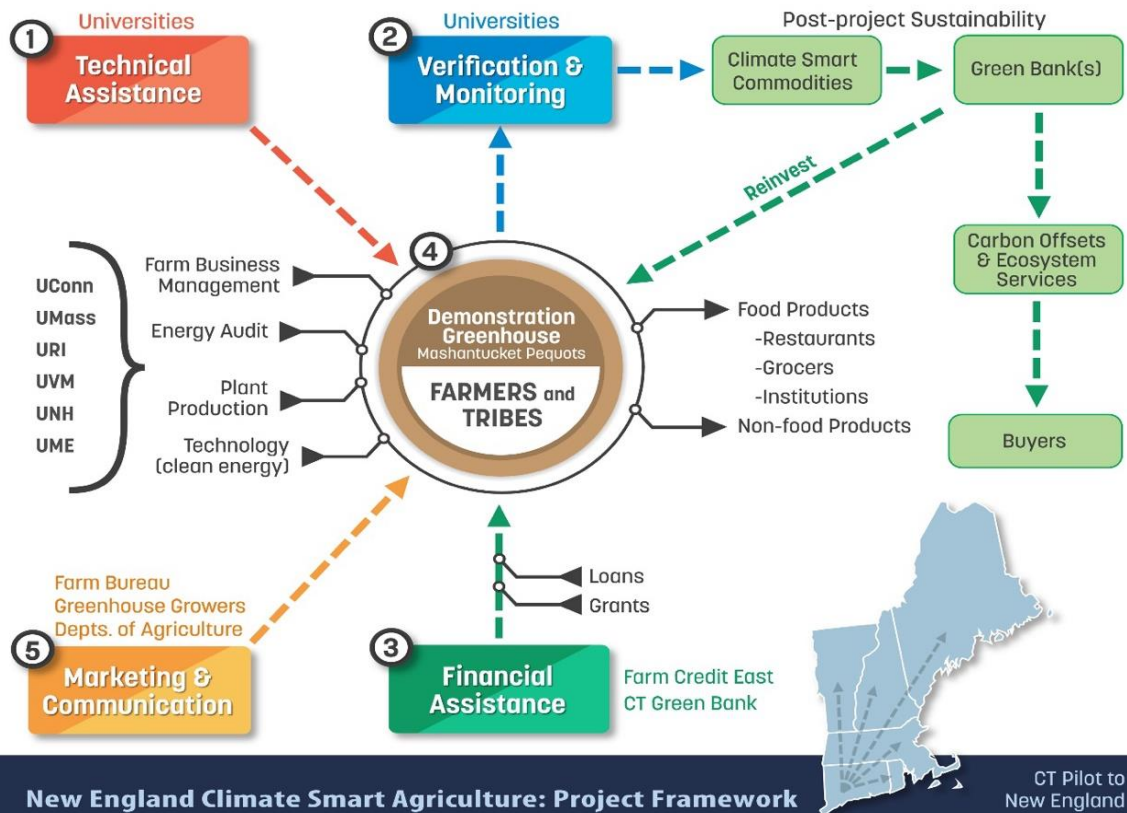 Universities
1
Technical
Assistance
Universities
2
Verification &
Monitoring
Post-project Sustainability
Climate Smart
Commodities
Green Bank(s)
Reinvest
Carbon Offsets
& Ecosystem
Services
Buyers
UConn
UMass
URI
UVM
UNH
UME
Farm Business
Management
Energy Audit
Plant
Production
Technology
(clean energy)
4
Demonstration
Greenhouse
Mashantucket Pequots
FARMERS and
TRIBES
Food Products
-Restaurants
-Grocers
-Institutions
Non-food Products
Loans
Grants
Farm Bureau
Greenhouse Growers
Depts. of Agriculture
5
Marketing &
Communication
3
Financial
Assistance
Farm Credit East
CT Green Bank
New England Climate Smart Agriculture: Project Framework
CT Pilot to
New England